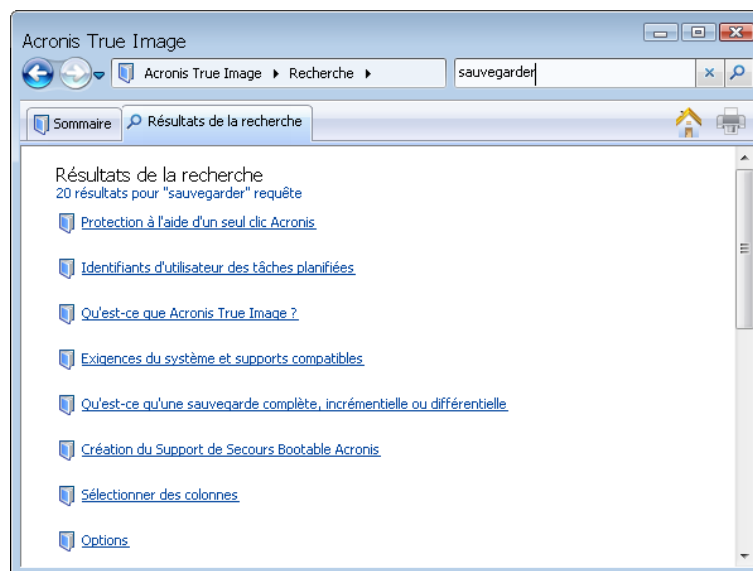 Acronis True Image
Acronis True Image Recherche sauvegarder
Sommaire Résultats de la recherche
Résultats de la recherche
20 résultats pour "sauvegarder" requête
Protection à l'aide d'un seul clic Acronis
Identifiants d'utilisateur des tâches planifiées
Qu'est-ce que Acronis True Image ?
Exigences du système et supports compatibles
Qu'est-ce qu'une sauvegarde complète, incrémentielle ou différentielle
Création du Support de Secours Bootable Acronis
Sélectionner des colonnes
Options